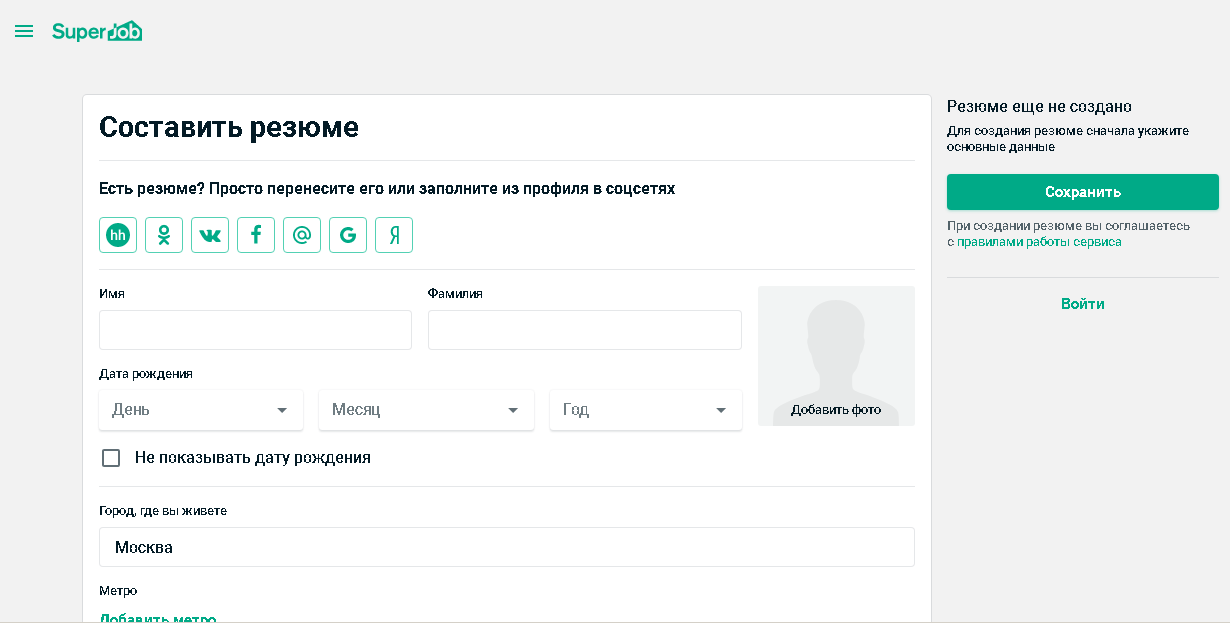 SuperJob
Составить резюме
Есть резюме? Просто перенесите его или заполните из профиля в соцсетях
hh f @ G Я
Имя
Фамилия
Дата рождения
День
Месяц
Год
Добавить фото
Не показывать дату рождения
Город, где вы живете
Москва
Метро
Добавить метро
Резюме еще не создано
Для создания резюме сначала укажите
основные данные
Сохранить
При создании резюме вы соглашаетесь
с правилами работы сервиса
Войти